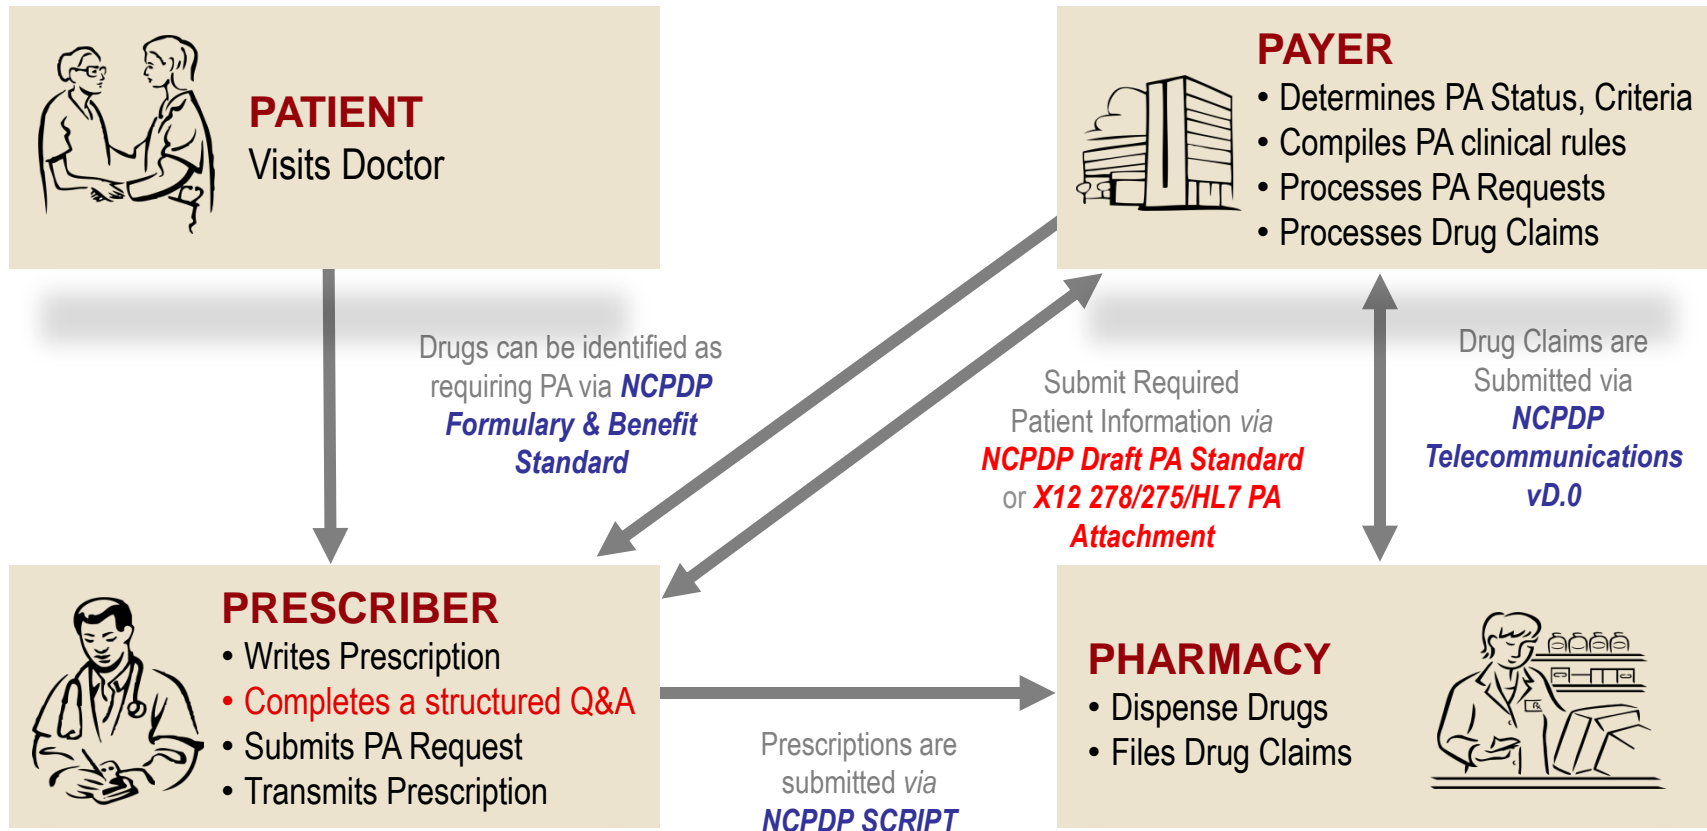 PATIENT
Visits Doctor
PAYER
• Determines PA Status, Criteria
• Compiles PA clinical rules
• Processes PA Requests
• Processes Drug Claims
Drugs can be identified as
requiring PA via NCPDP
Formulary & Benefit
Standard
Submit Required
Patient Information via
NCPDP Draft PA Standard
or X12 278/275/HL7 PA
Attachment
Drug Claims are
Submitted via
NCPDP
Telecommunications
vD.0
PRESCRIBER
• Writes Prescription
• Completes a structured Q&A
• Submits PA Request
• Transmits Prescription
Prescriptions are
submitted via
NCPDP SCRIPT
PHARMACY
• Dispense Drugs
• Files Drug Claims